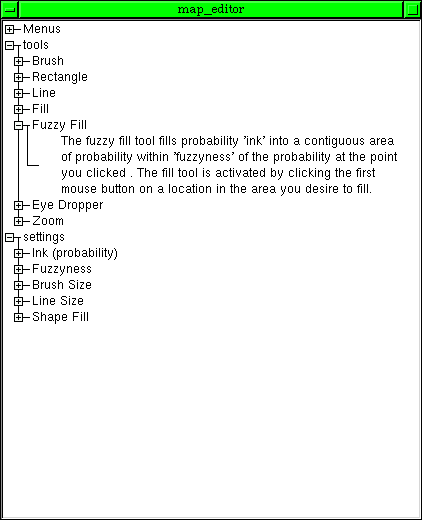 map_editor
Menus
tools
Brush
Rectangle
Line
Fill
Fuzzy Fill
The fuzzy fill tool fills probability 'ink' into a contiguous area
of probability within 'fuzzyness' of the probability at the point
you clicked . The fill tool is activated by clicking the first
mouse button on a location in the area you desire to fill.
Eye Dropper
Zoom
settings
Ink (probability)
Fuzzyness
Brush Size
Line Size
Shape Fill